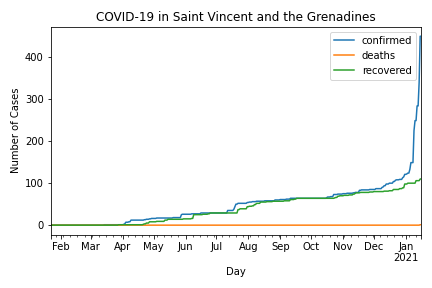 COVID-19 in Saint Vincent and the Grenadines
confirmed
deaths
recovered
Number of Cases
400
300
200
100
0
Feb Mar Apr May Jun Jul Aug Sep Oct Nov Dec Jan
2021
Day